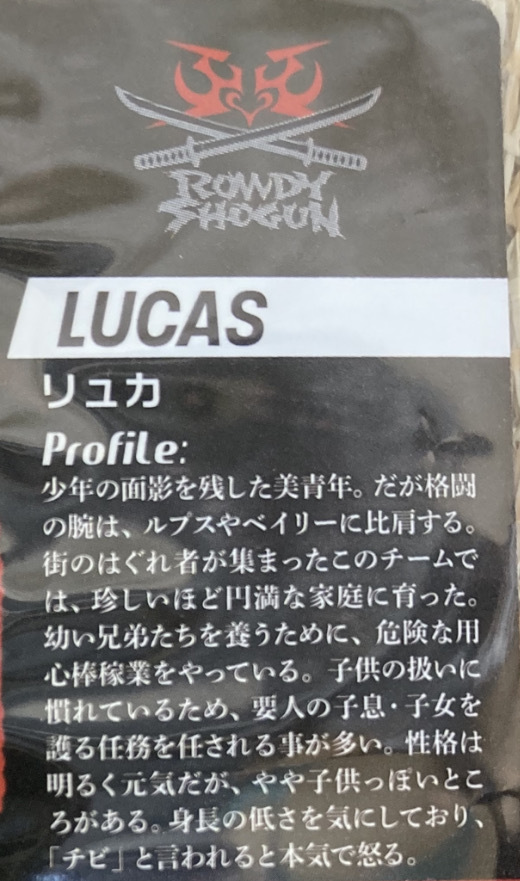 ROWDY
SHOGUN
LUCAS
リュカ
Profile:
少年の面影を残した美青年。だが格闘
の腕は、ルプスやベイリーに比肩する。
街のはぐれ者が集まったこのチームで
は、珍しいほど円満な家庭に育った。
幼い兄弟たちを養うために、危険な用
心棒稼業をやっている。子供の扱いに
慣れているため、要人の子息・子女を
護る任務を任される事が多い。性格は
明るく元気だが、やや子供っぽいとこ
ろがある。身長の低さを気にしており、
「チビ」と言われると本気で怒る。